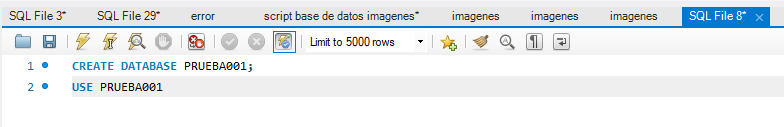 SQL File 3* SQL File 29* error script base de datos imagenes* imagenes imagenes imagenes SQL File 8* ×
Limit to 5000 rows
1 CREATE DATABASE PRUEBA001;
2 USE PRUEBA001